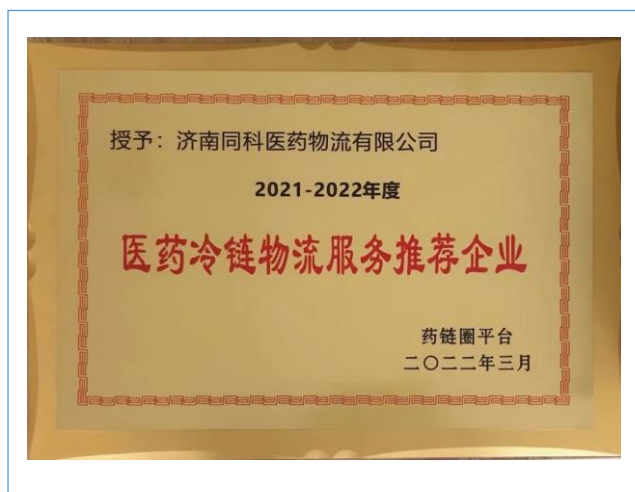 授予：济南同科医药物流有限公司
2021-2022年度
医药冷链物流服务推荐企业
药链圈平台
二〇二二年三月